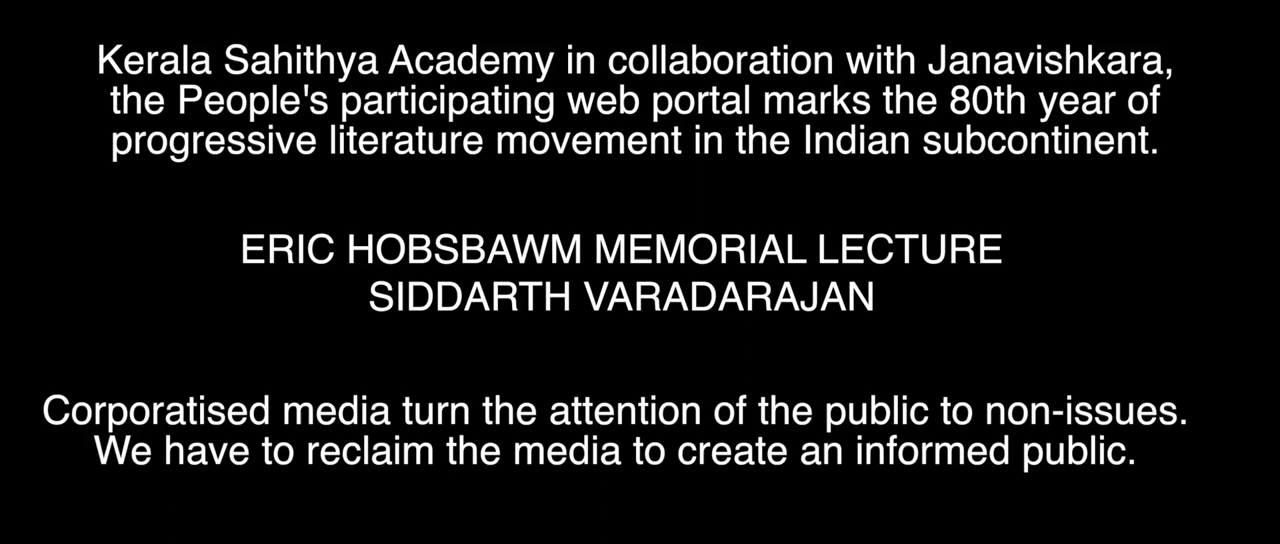 Kerala Sahithya Academy in collaboration with Janavishkara,
the People's participating web portal marks the 80th year of
progressive literature movement in the Indian subcontinent.
ERIC HOBSBAWM MEMORIAL LECTURE
SIDDARTH VARADARAJAN
Corporatised media turn the attention of the public to non-issues.
We have to reclaim the media to create an informed public.